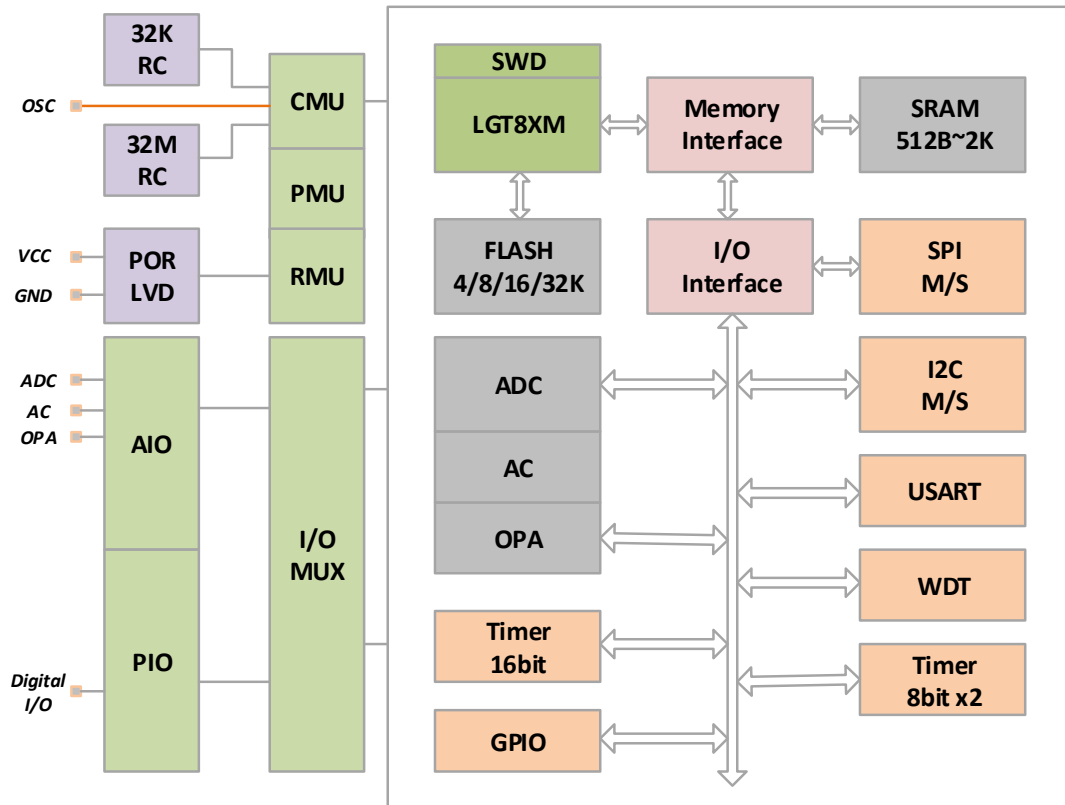 32K
RC
OSC
32M
RC
CMU
PMU
VCC
GND
POR
LVD
RMU
ADC
AC
OPA
AIO
Digital
I/O
PIO
I/O
MUX
SWD
LGT8XM
Memory
Interface
SRAM
512B~2K
FLASH
4/8/16/32K
I/O
Interface
SPI
M/S
ADC
AC
OPA
I2C
M/S
USART
WDT
Timer
16bit
Timer
8bit x2
GPIO